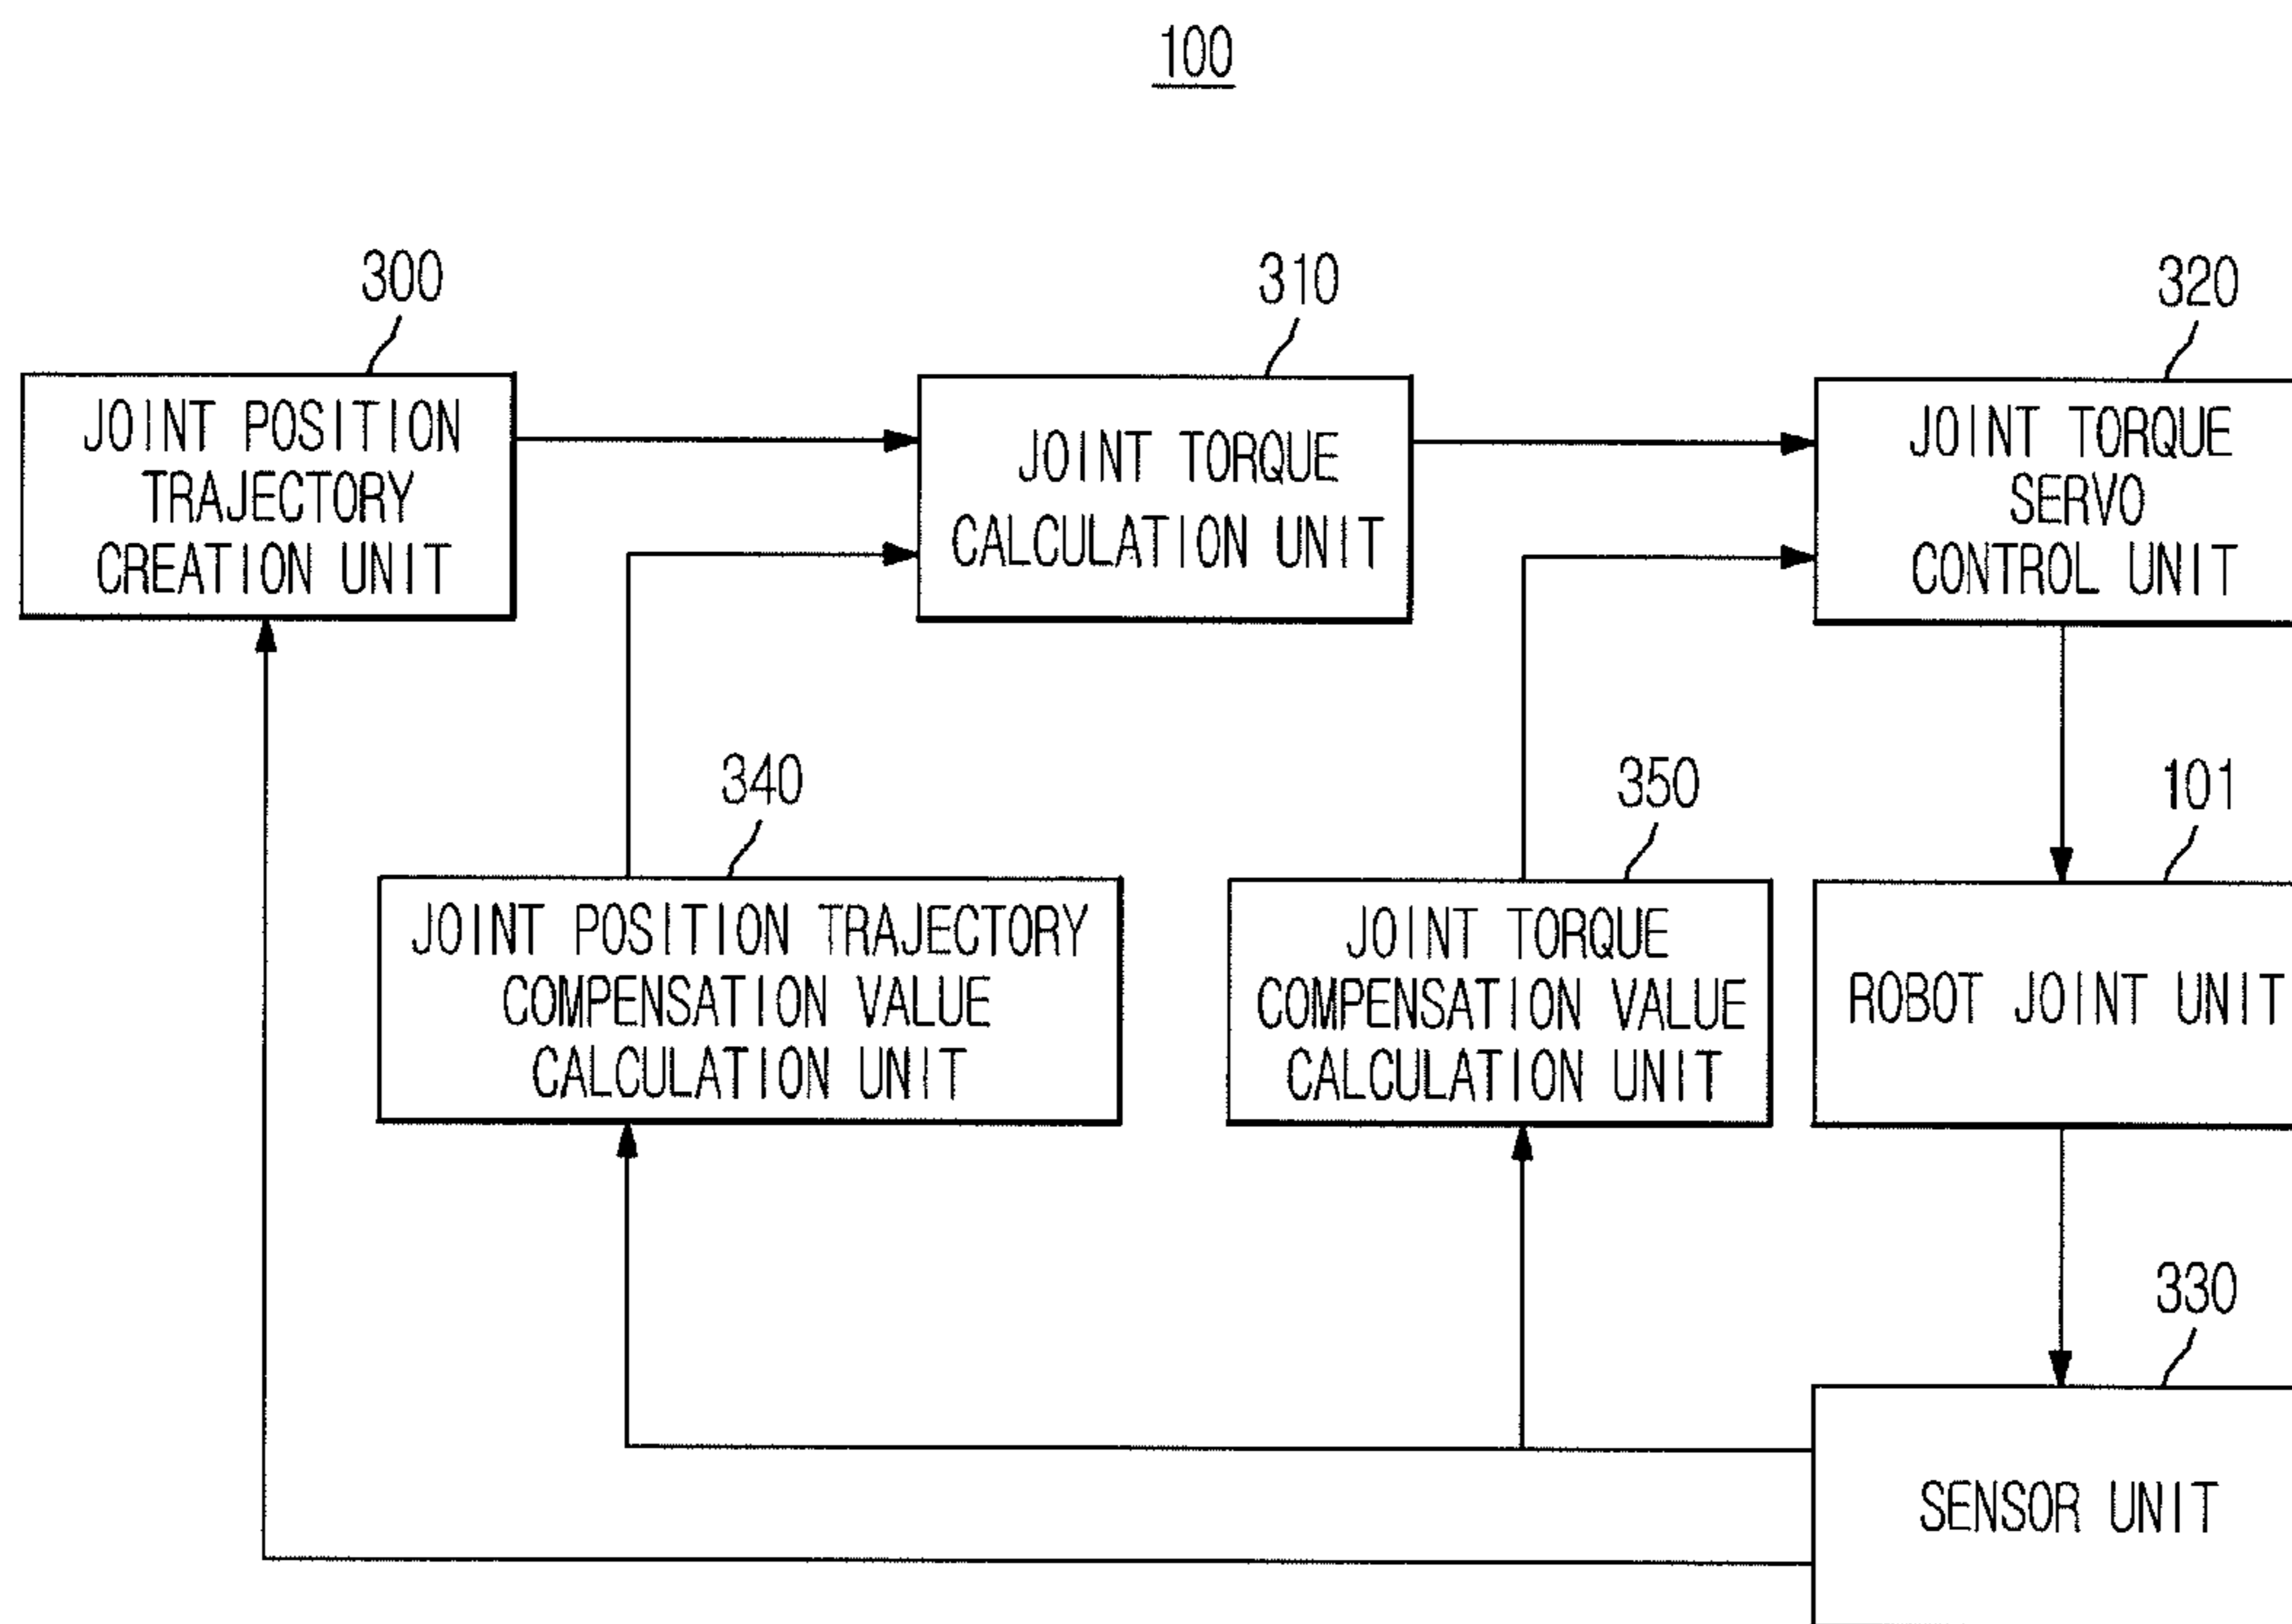 100
300
310
320
JOINT POSITION
TRAJECTORY
CREATION UNIT
JOINT TORQUE
CALCULATION UNIT
JOINT TORQUE
SERVO
CONTROL UNIT
340
350
101
JOINT POSITION TRAJECTORY
COMPENSATION VALUE
CALCULATION UNIT
JOINT TORQUE
COMPENSATION VALUE
CALCULATION UNIT
ROBOT JOINT UNIT
330
SENSOR UNIT